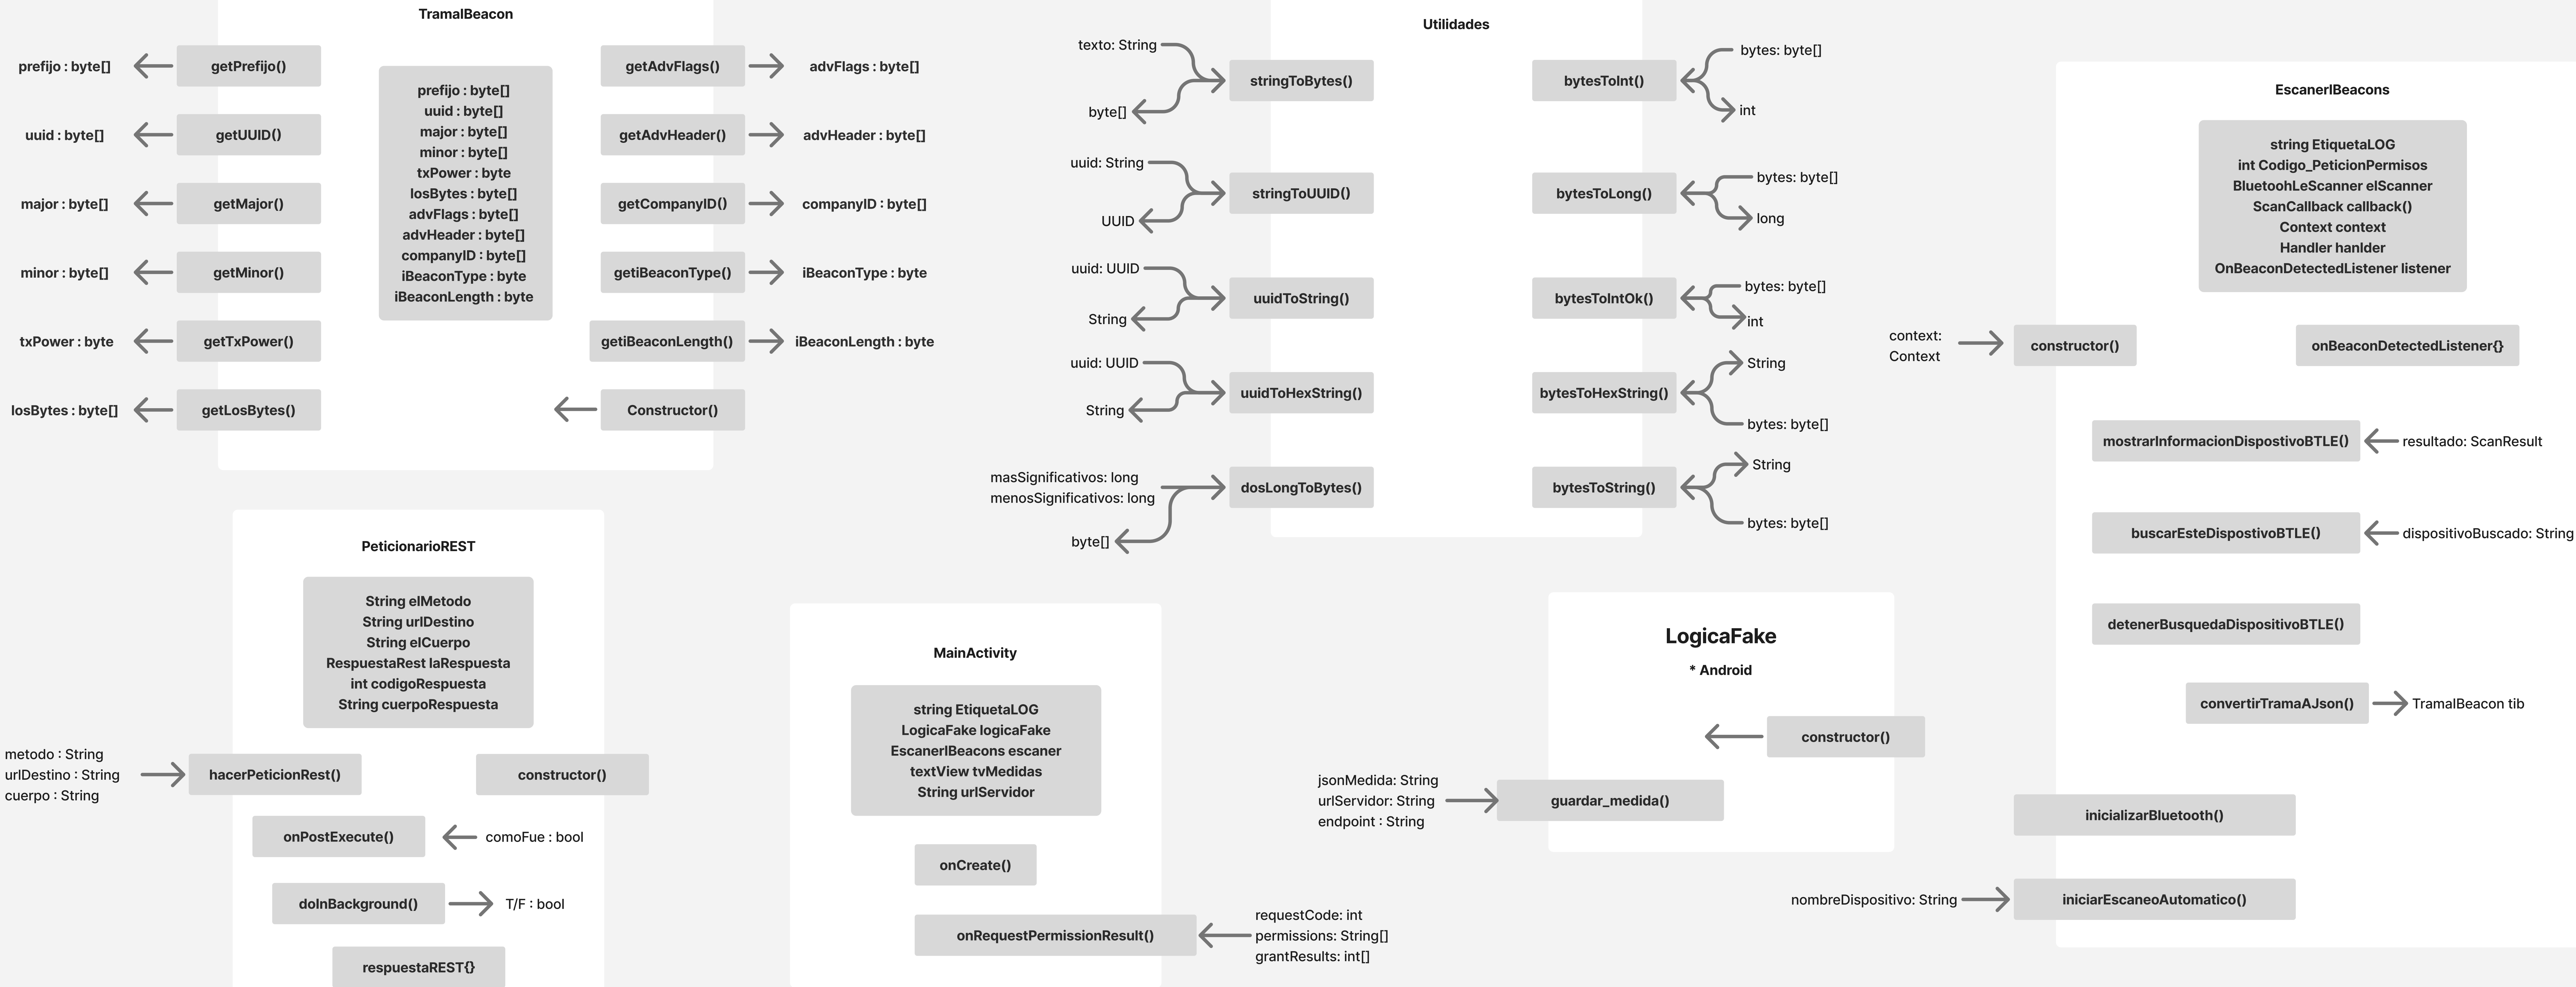 TramaIBeacon
prefijo : byte[]
getPrefijo()
uuid : byte[]
getUUID()
major : byte[]
getMajor()
minor : byte[]
getMinor()
txPower : byte
getTxPower()
losBytes : byte[]
getLosBytes()
prefijo : byte[]
uuid : byte[]
major : byte[]
minor : byte[]
txPower : byte
losBytes : byte[]
advFlags : byte[]
advHeader : byte[]
companyID : byte[]
iBeaconType : byte
iBeaconLength : byte
getAdvFlags()
advFlags : byte[]
getAdvHeader()
advHeader : byte[]
getCompanyID()
companyID : byte[]
getiBeaconType()
iBeaconType : byte
getiBeaconLength()
iBeaconLength : byte
Constructor()
Utilidades
texto: String
stringToBytes()
byte[]
uuid: String
stringToUUID()
UUID
uuid: UUID
uuidToString()
String
uuid: UUID
uuidToHexString()
String
masSignificativos: long
menosSignificativos: long
dosLongToBytes()
byte[]
bytes: byte[]
bytesToInt()
int
bytes: byte[]
bytesToLong()
long
bytes: byte[]
bytesToIntOk()
int
String
bytesToHexString()
bytes: byte[]
String
bytesToString()
bytes: byte[]
EscanerIBeacons
string EtiquetaLOG
int Codigo_PeticionPermisos
BluetoohLeScanner elScanner
ScanCallback callback()
Context context
Handler hanlder
OnBeaconDetectedListener listener
context:
Context
constructor()
onBeaconDetectedListener{}
mostrarInformacionDispostivoBTLE()
resultado: ScanResult
buscarEsteDispostivoBTLE()
dispositivoBuscado: String
detenerBusquedaDispositivoBTLE()
convertirTramaAJson()
TramaIBeacon tib
inicializarBluetooth()
nombreDispositivo: String
iniciarEscaneoAutomatico()
PeticionarioREST
String elMetodo
String urlDestino
String elCuerpo
RespuestaRest laRespuesta
int codigoRespuesta
String cuerpoRespuesta
metodo : String
urlDestino : String
cuerpo : String
hacerPeticionRest()
constructor()
onPostExecute()
comoFue : bool
doInBackground()
T/F : bool
respuestaREST{}
MainActivity
string EtiquetaLOG
LogicaFake logicaFake
EscanerIBeacons escaner
textView tvMedidas
String urlServidor
onCreate()
onRequestPermissionResult()
requestCode: int
permissions: String[]
grantResults: int[]
LogicaFake
* Android
constructor()
jsonMedida: String
urlServidor: String
endpoint : String
guardar_medida()